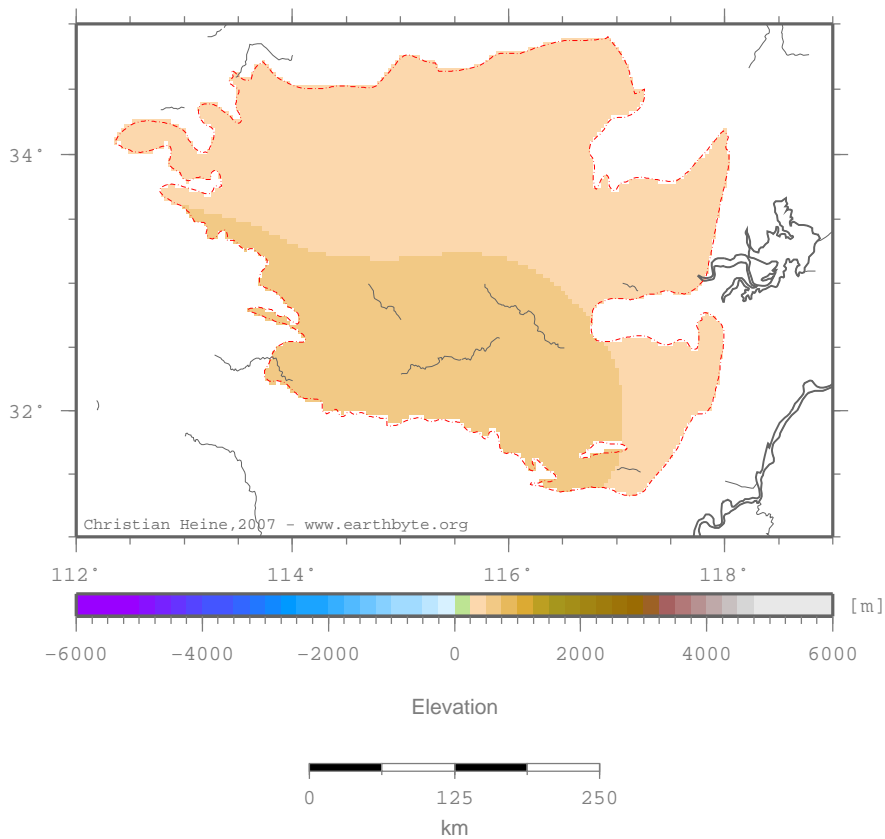 34°
32°
Christian Heine,2007 - www.earthbyte.org
112° 114° 116° 118°
[m]
-6000 -4000 -2000 0 2000 4000 6000
Elevation
0 125 250
km